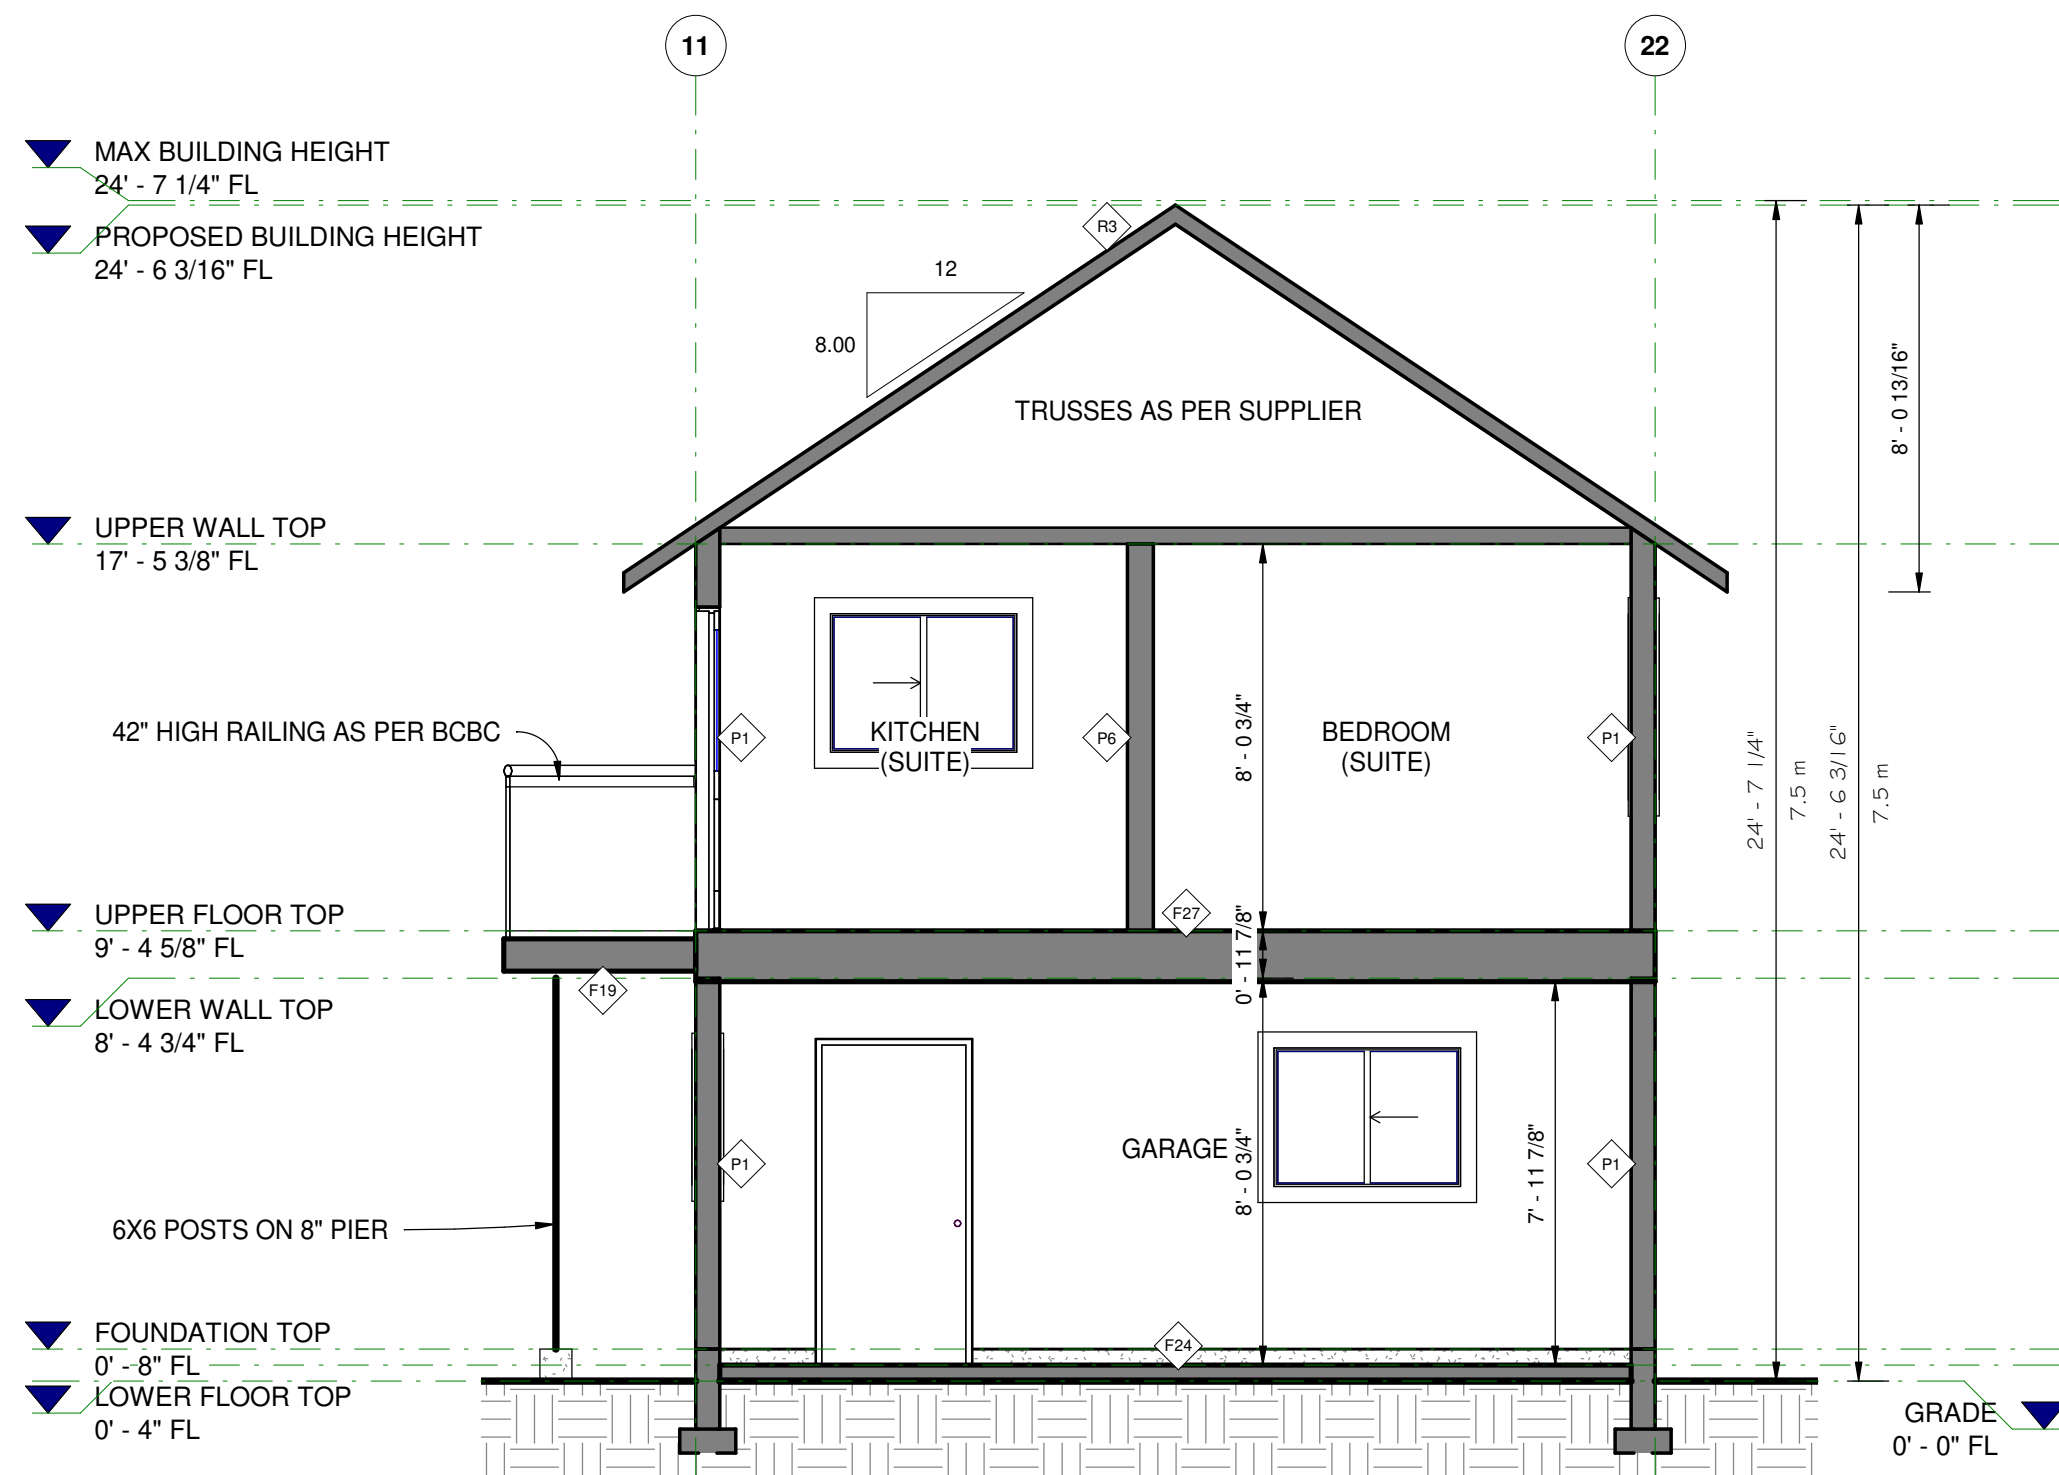 11
22
MAX BUILDING HEIGHT
24' - 7 1/4" FL
PROPOSED BUILDING HEIGHT
24' - 6 3/16" FL
R3
12
8.00
8' - 0 13/16"
TRUSSES AS PER SUPPLIER
UPPER WALL TOP
17' - 5 3/8" FL
42" HIGH RAILING AS PER BCBC
P1
KITCHEN
(SUITE)
P6
8' - 0 3/4"
BEDROOM
(SUITE)
P1
24' - 7 1/4"
7.5 m
24' - 6 3/16"
7.5 m
UPPER FLOOR TOP
9' - 4 5/8" FL
F27
0' - 11 7/8"
F19
LOWER WALL TOP
8' - 4 3/4" FL
GARAGE
8' - 0 3/4"
7' - 11 7/8"
P1
P1
6X6 POSTS ON 8" PIER
FOUNDATION TOP
0' - 8" FL
F24
LOWER FLOOR TOP
0' - 4" FL
GRADE
0' - 0" FL